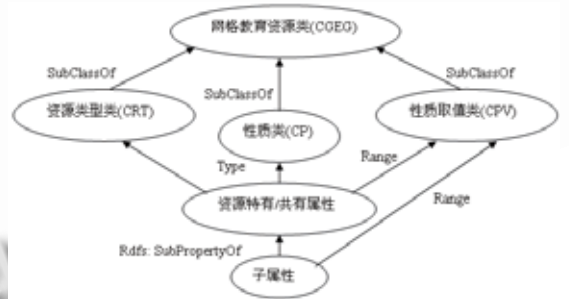 网格教育资源类(CGEG)
SubClassOf
SubClassOf
SubClassOf
资源类型类(CRT)
性质类(CP)
性质取值类(CPV)
Type
Range
资源特有/共有属性
Range
Rdfs: SubPropertyOf
子属性